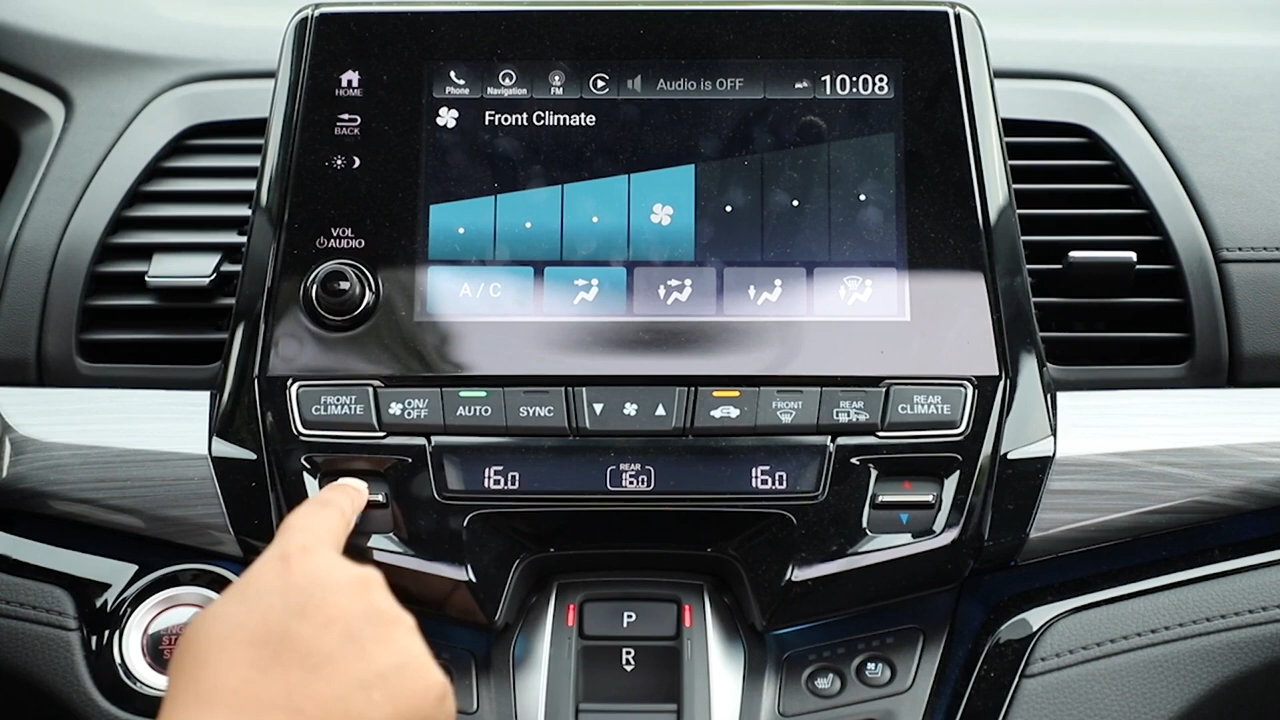 HOME
BACK
VOL
AUDIO
Phone
Navigation
FM
Audio is OFF
10:08
Front Climate
A/C
FRONT
CLIMATE
ON/
OFF
AUTO
SYNC
FRONT
REAR
REAR
CLIMATE
16.0
REAR
16.0
16.0
P
R